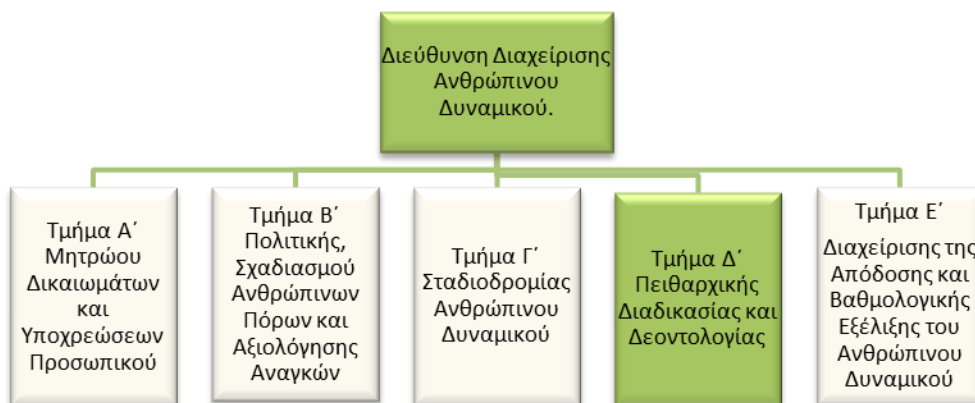 Διεύθυνση Διαχείρισης
Ανθρώπινου
Δυναμικού.
Τμήμα Α΄
Μητρώου
Δικαιωμάτων
και
Υποχρεώσεων
Προσωπικού
Τμήμα Β΄
Πολιτικής,
Σχαδιασμού
Ανθρώπινων
Πόρων και
Αξιολόγησης
Αναγκών
Τμήμα Γ΄
Σταδιοδρομίας
Ανθρώπινου
Δυναμικού
Τμήμα Δ΄
Πειθαρχικής
Διαδικασίας και
Δεοντολογίας
Τμήμα Ε΄
Διαχείρισης της
Απόδοσης και
Βαθμολογικής
Εξέλιξης του
Ανθρώπινου
Δυναμικού